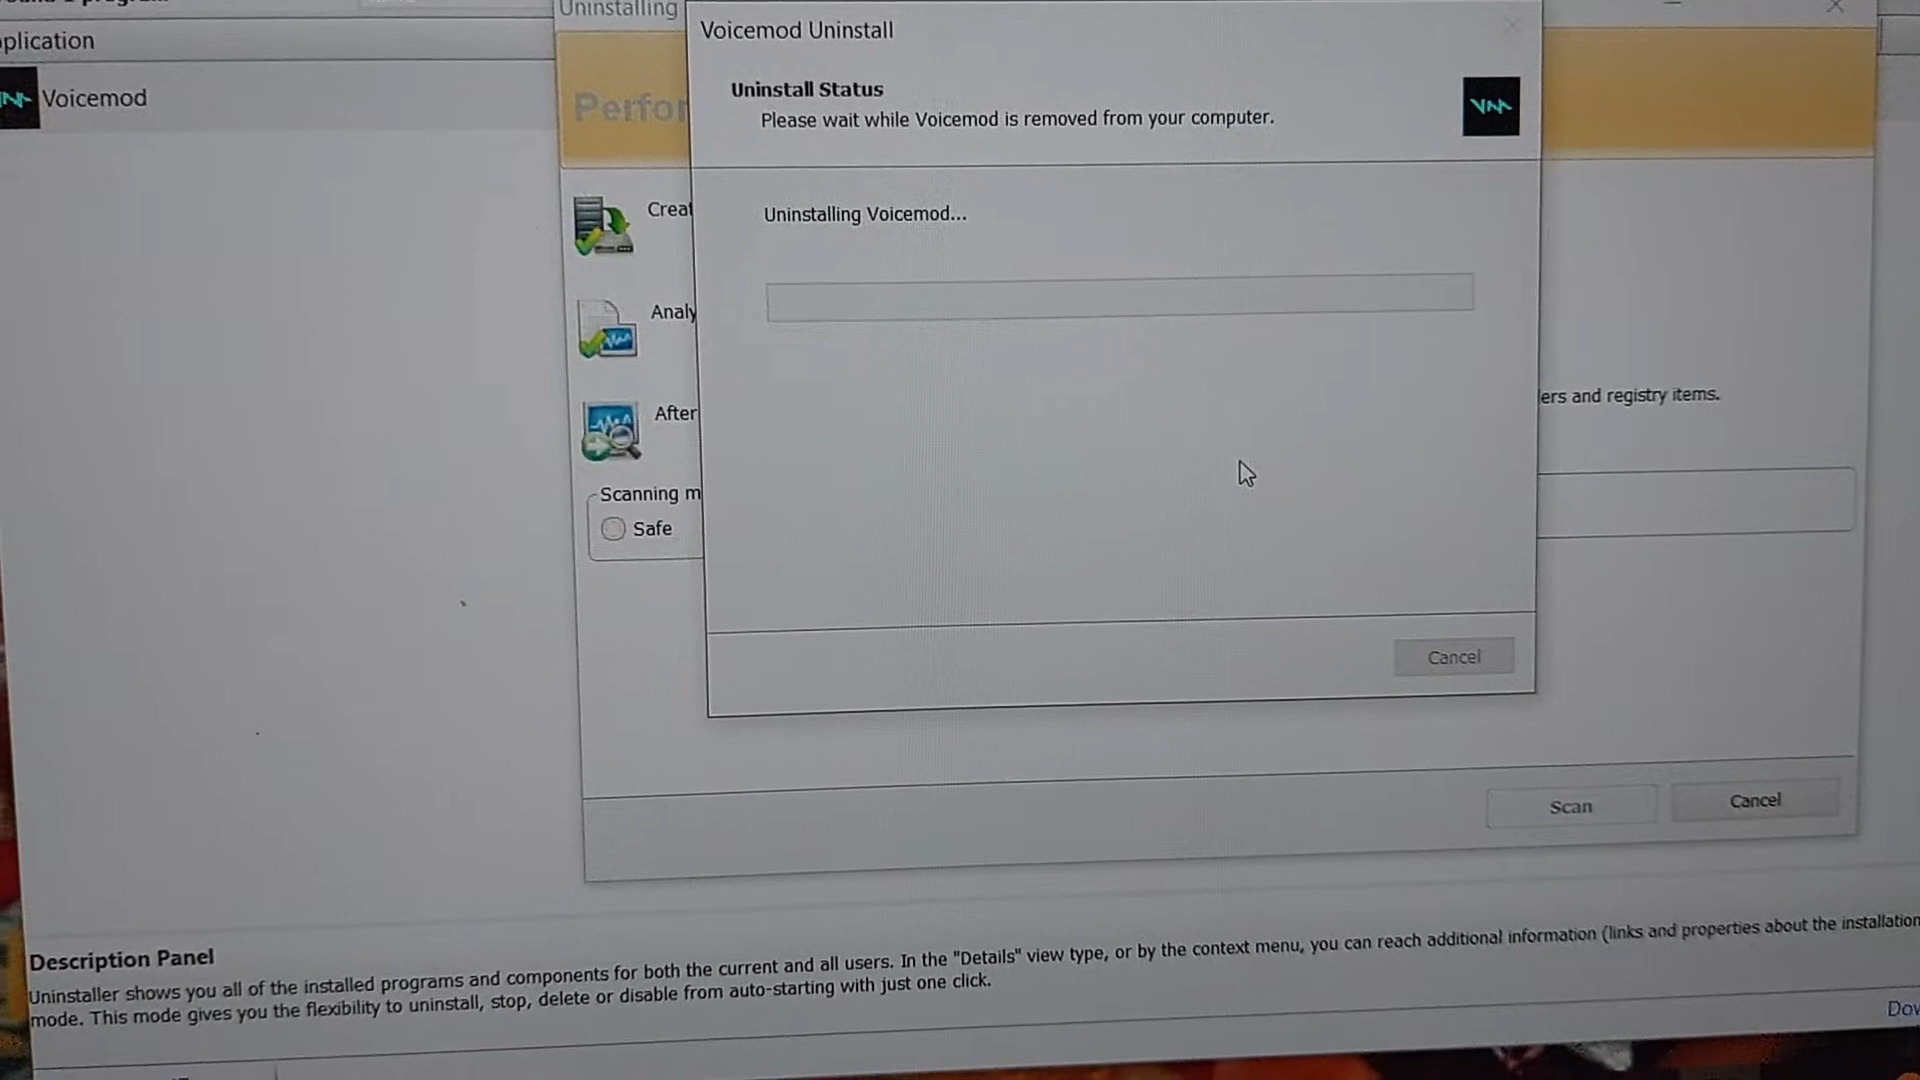 Uninstalling
Voicemod Uninstall
Voicemod
Uninstall Status
Please wait while Voicemod is removed from your computer.
Perfor
Creat
Uninstalling Voicemod...
Analy
After
ers and registry items.
Scanning m
Safe
Cancel
Scan
Cancel
Description Panel
Uninstaller shows you all of the installed programs and components for both the current and all users. In the "Details" view type, or by the context menu, you can reach additional information (links and properties about the installation
mode. This mode gives you the flexibility to uninstall, stop, delete or disable from auto-starting with just one click.
Dow